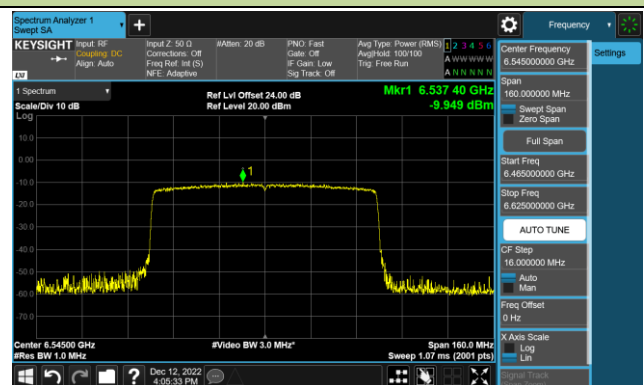 Spectrum Analyzer 1
Swept SA
Frequency
KEYSIGHT
Input: RF
Coupling: DC
Align: Auto
Input Z: 50 Ω
Corrections: Off
Freq Ref: Int (S)
NFE: Adaptive
#Atten: 20 dB
PNO: Fast
Gate: Off
IF Gain: Low
Sig Track: Off
Avg Type: Power (RMS)
Avg|Hold: 100/100
Trig: Free Run
1 2 3 4 5 6
A W W W W W
A N N N N N
LXI
1 Spectrum
Scale/Div 10 dB
Log
Ref Lvl Offset 24.00 dB
Ref Level 20.00 dBm
Mkr1 6.537 40 GHz
-9.949 dBm
10.0
0.00
-10.0
-20.0
-30.0
-40.0
-50.0
-60.0
-70.0
1
Center 6.54500 GHz
#Res BW 1.0 MHz
#Video BW 3.0 MHz*
Span 160.0 MHz
Sweep 1.07 ms (2001 pts)
Dec 12, 2022
4:05:33 PM
Center Frequency
6.545000000 GHz
Settings
Span
160.000000 MHz
Swept Span
Zero Span
Full Span
Start Freq
6.465000000 GHz
Stop Freq
6.625000000 GHz
AUTO TUNE
CF Step
16.000000 MHz
Auto
Man
Freq Offset
0 Hz
X Axis Scale
Log
Lin
Signal Track